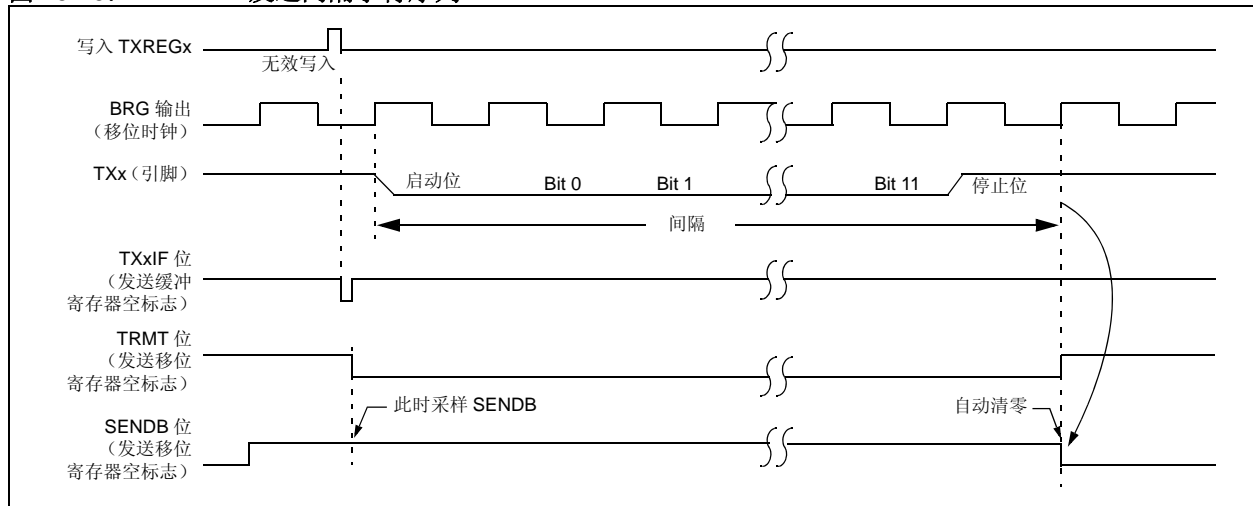 写入 TXREGx
无效写入
BRG 输出
（移位时钟）
TXx（引脚）
启动位
Bit 0
Bit 1
Bit 11
停止位
间隔
TXxIF 位
（发送缓冲
寄存器空标志）
TRMT 位
（发送移位
寄存器空标志）
此时采样 SENDB
自动清零
SENDB 位
（发送移位
寄存器空标志）